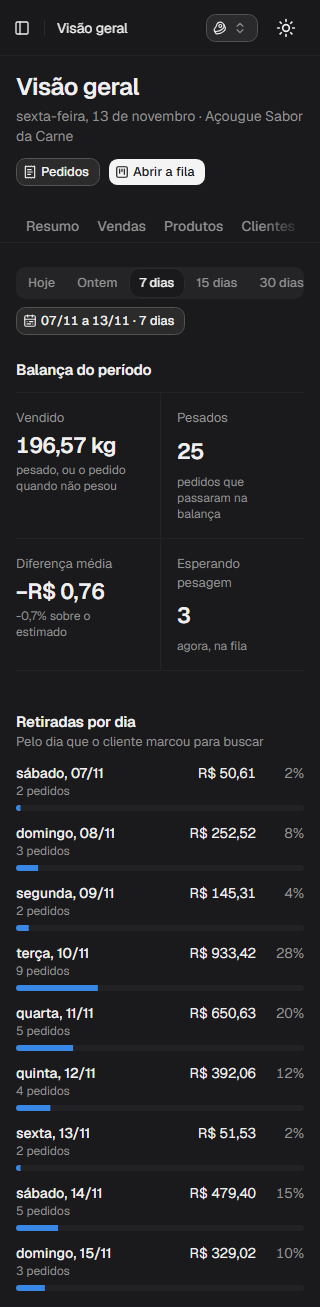 Visão geral
Visão geral
sexta-feira, 13 de novembro · Açougue Sabor
da Carne
Pedidos
Abrir a fila
Resumo
Vendas
Produtos
Clientes
Hoje
Ontem
7 dias
15 dias
30 dias
07/11 a 13/11 · 7 dias
Balança do período
Vendido
196,57 kg
pesado, ou o pedido
quando não pesou
Pesados
25
pedidos que
passaram na
balança
Diferença média
−R$ 0,76
-0,7% sobre o
estimado
Esperando
pesagem
3
agora, na fila
Retiradas por dia
Pelo dia que o cliente marcou para buscar
sábado, 07/11 R$ 50,61 2%
2 pedidos
domingo, 08/11 R$ 252,52 8%
3 pedidos
segunda, 09/11 R$ 145,31 4%
2 pedidos
terça, 10/11 R$ 933,42 28%
9 pedidos
quarta, 11/11 R$ 650,63 20%
5 pedidos
quinta, 12/11 R$ 392,06 12%
4 pedidos
sexta, 13/11 R$ 51,53 2%
2 pedidos
sábado, 14/11 R$ 479,40 15%
5 pedidos
domingo, 15/11 R$ 329,02 10%
3 pedidos